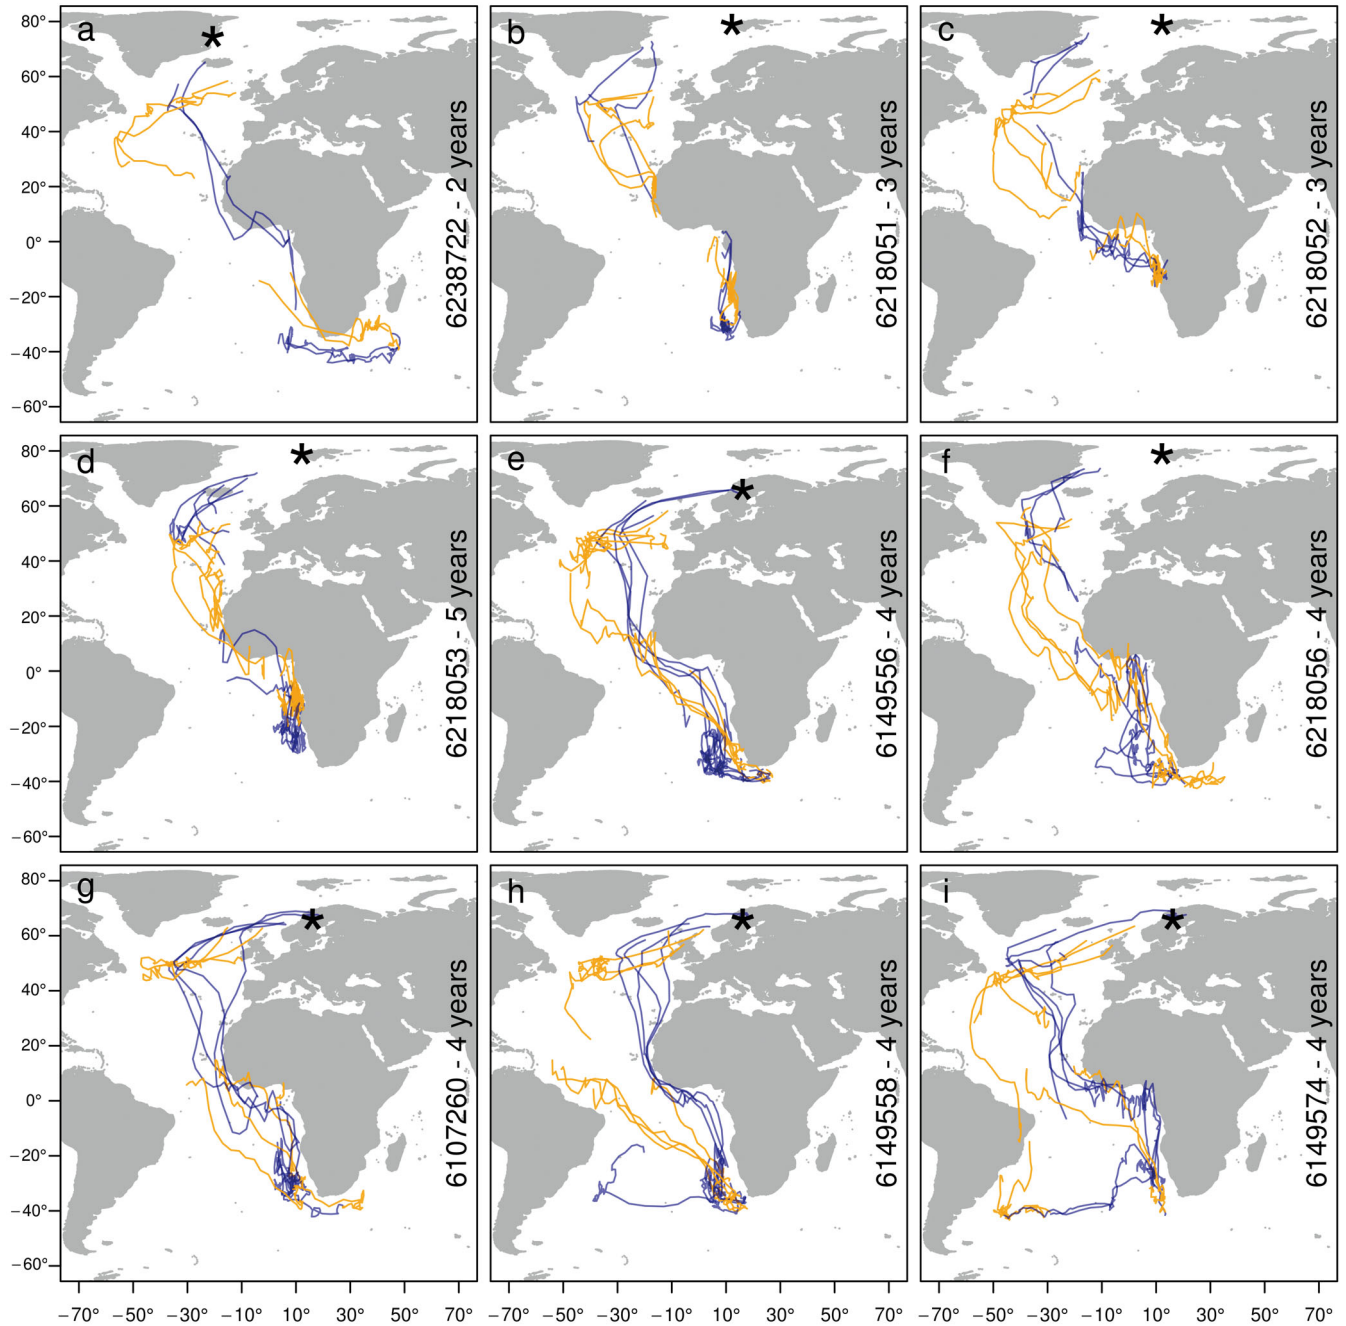 a
b
c
80°
60°
40°
20°
0°
−20°
−40°
−60°
6238722 - 2 years
6218051 - 3 years
6218052 - 3 years
d
e
f
80°
60°
40°
20°
0°
−20°
−40°
−60°
6218053 - 5 years
6149556 - 4 years
6218056 - 4 years
g
h
i
80°
60°
40°
20°
0°
−20°
−40°
−60°
6107260 - 4 years
6149558 - 4 years
6149574 - 4 years
−70° −50° −30° −10° 10° 30° 50° 70° −70° −50° −30° −10° 10° 30° 50° 70° −70° −50° −30° −10° 10° 30° 50° 70°